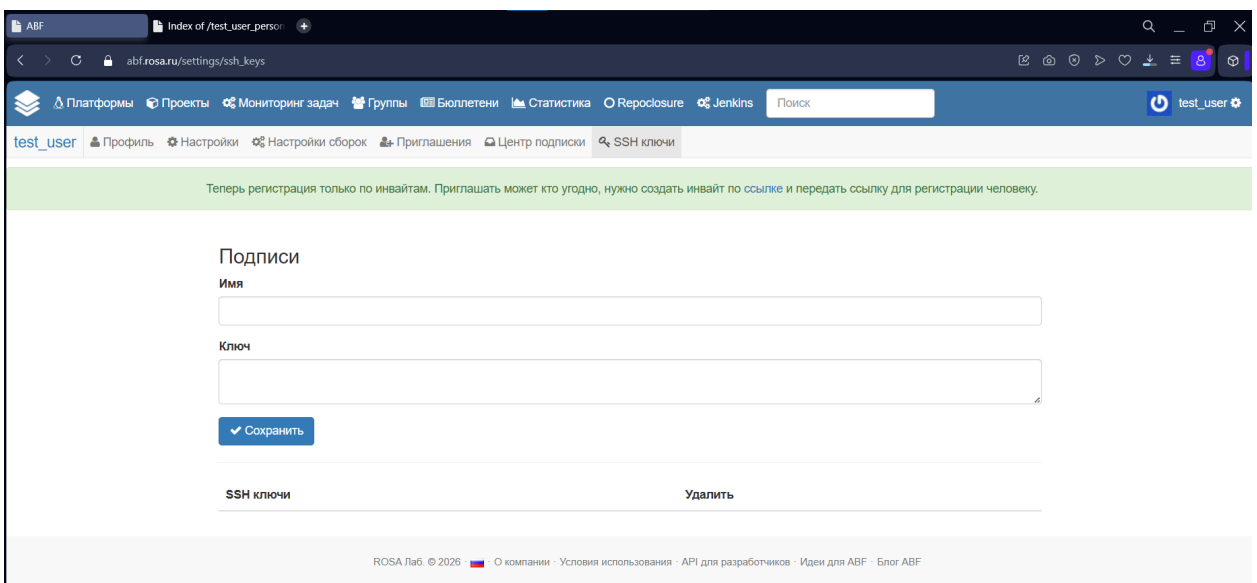 ABF
Index of /test_user_person
abf.rosa.ru/settings/ssh_keys
Платформы Проекты Мониторинг задач Группы Бюллетени Статистика Repoclosure Jenkins Поиск test_user
test_user Профиль Настройки Настройки сборок Приглашения Центр подписки SSH ключи
Теперь регистрация только по инвайтам. Приглашать может кто угодно, нужно создать инвайт по ссылке и передать ссылку для регистрации человеку.
Подписи
Имя
Ключ
Сохранить
SSH ключи Удалить
ROSA Лаб. © 2026 · О компании · Условия использования · API для разработчиков · Идеи для ABF · Блог ABF